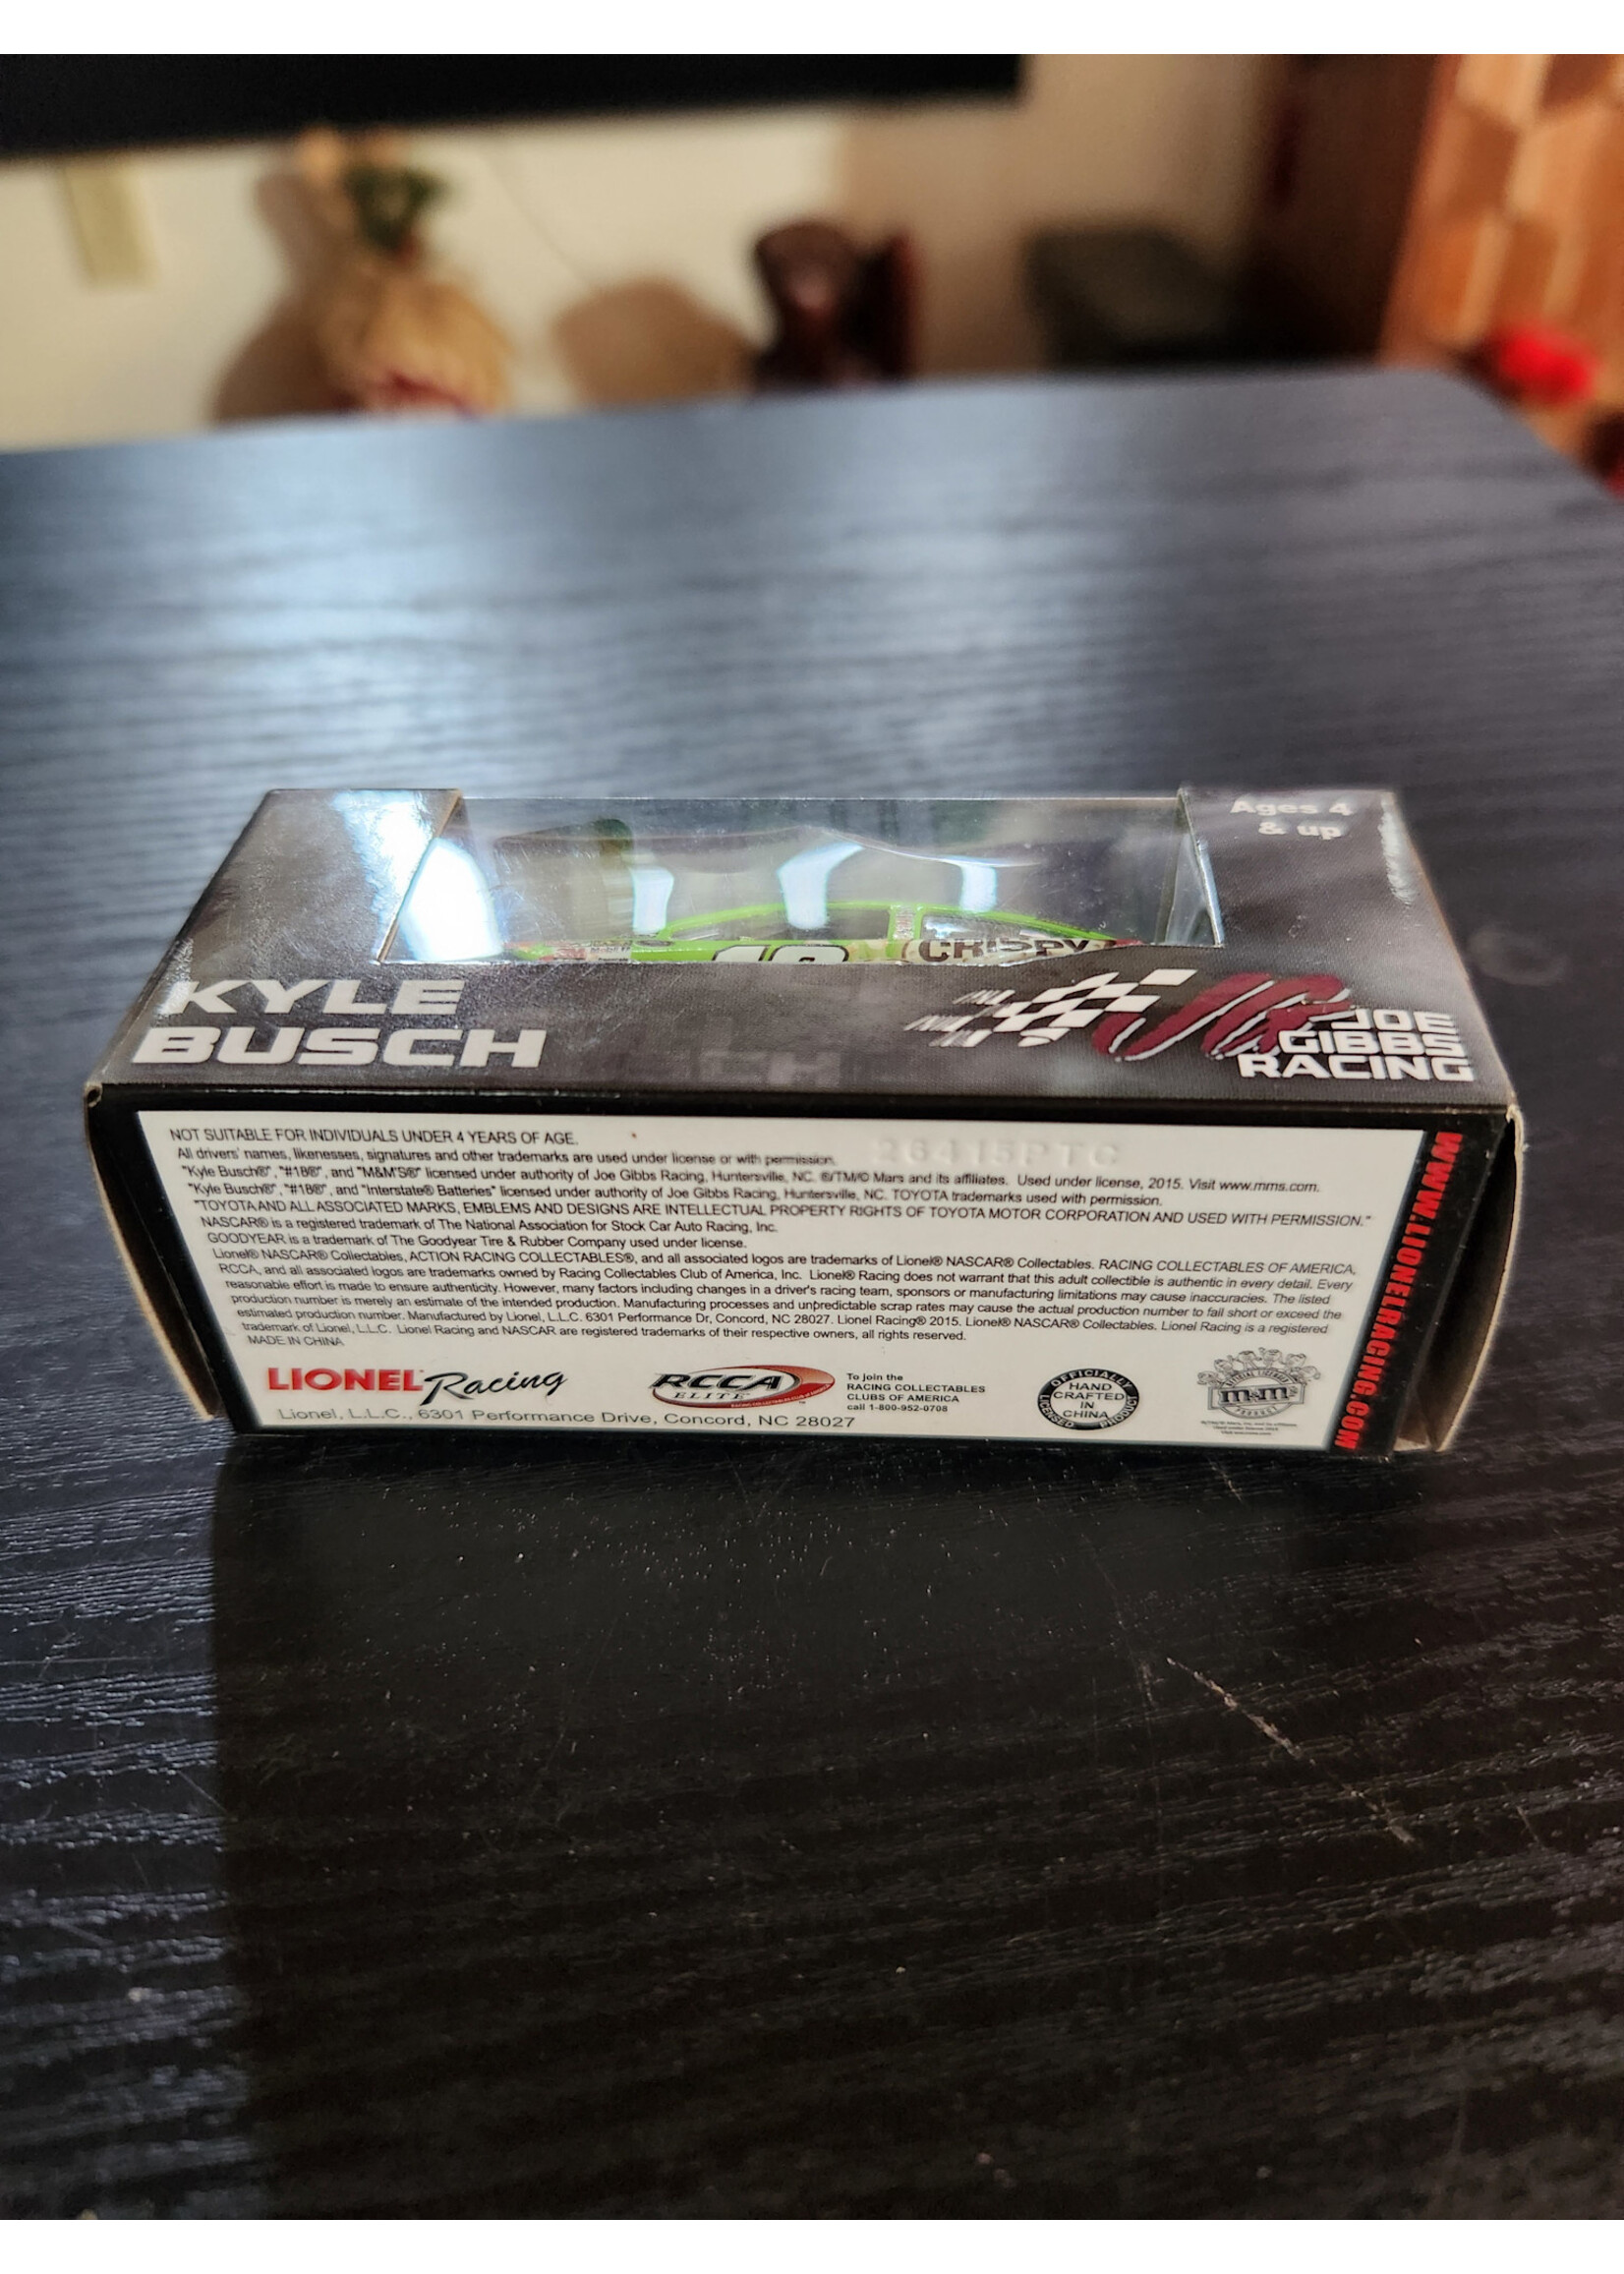 Ages 4
& up
18
CRISPY
KYLE
BUSCH
JOE
GIBBS
RACING
NOT SUITABLE FOR INDIVIDUALS UNDER 4 YEARS OF AGE.
26415PTC
All drivers' names, likenesses, signatures and other trademarks are used under license or with permission.
"Kyle Busch®", "#18®", and "M&M'S®" licensed under authority of Joe Gibbs Racing, Huntersville, NC. ®/TM/© Mars and its affiliates. Used under license, 2015. Visit www.mms.com.
"Kyle Busch®", "#18®", and "Interstate® Batteries" licensed under authority of Joe Gibbs Racing, Huntersville, NC. TOYOTA trademarks used with permission.
"TOYOTA AND ALL ASSOCIATED MARKS, EMBLEMS AND DESIGNS ARE INTELLECTUAL PROPERTY RIGHTS OF TOYOTA MOTOR CORPORATION AND USED WITH PERMISSION."
NASCAR® is a registered trademark of The National Association for Stock Car Auto Racing, Inc.
GOODYEAR is a trademark of The Goodyear Tire & Rubber Company used under license.
Lionel® NASCAR® Collectables, ACTION RACING COLLECTABLES®, and all associated logos are trademarks of Lionel® NASCAR® Collectables. RACING COLLECTABLES OF AMERICA,
RCCA, and all associated logos are trademarks owned by Racing Collectables Club of America, Inc. Lionel® Racing does not warrant that this adult collectible is authentic in every detail. Every
reasonable effort is made to ensure authenticity. However, many factors including changes in a driver's racing team, sponsors or manufacturing limitations may cause inaccuracies. The listed
production number is merely an estimate of the intended production. Manufacturing processes and unpredictable scrap rates may cause the actual production number to fall short or exceed the
estimated production number. Manufactured by Lionel, L.L.C. 6301 Performance Dr, Concord, NC 28027. Lionel Racing® 2015. Lionel® NASCAR® Collectables. Lionel Racing is a registered
trademark of Lionel, L.L.C. Lionel Racing and NASCAR are registered trademarks of their respective owners, all rights reserved.
MADE IN CHINA
LIONEL Racing
RCCA
ELITE
To join the
RACING COLLECTABLES
CLUBS OF AMERICA
call 1-800-952-0708
OFFICIALLY
HAND
CRAFTED
IN
CHINA
LICENSED PRODUCT
m&m's
PRODUCT
Lionel, L.L.C., 6301 Performance Drive, Concord, NC 28027
WWW.LIONELRACING.COM